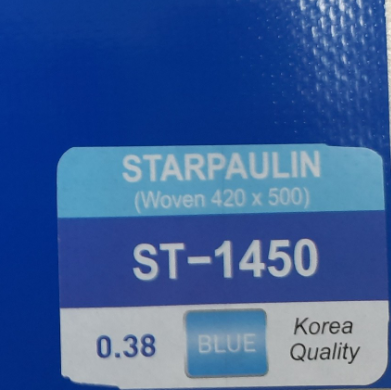 STARPAULIN
(Woven 420 x 500)
ST-1450
0.38
BLUE
Korea
Quality